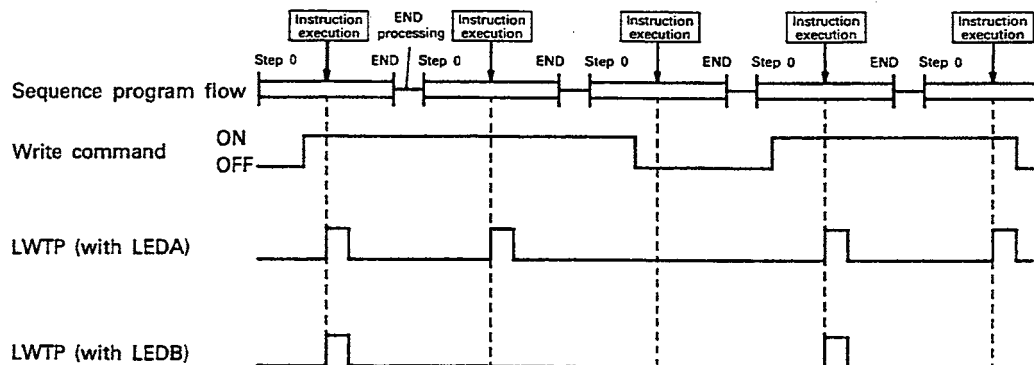 Instruction execution
END processing
Instruction execution
Instruction execution
Instruction execution
Instruction execution
Step 0
END
Step 0
END
Step 0
END
Step 0
END
Step 0
Sequence program flow
Write command
ON
OFF
LWTP (with LEDA)
LWTP (with LEDB)